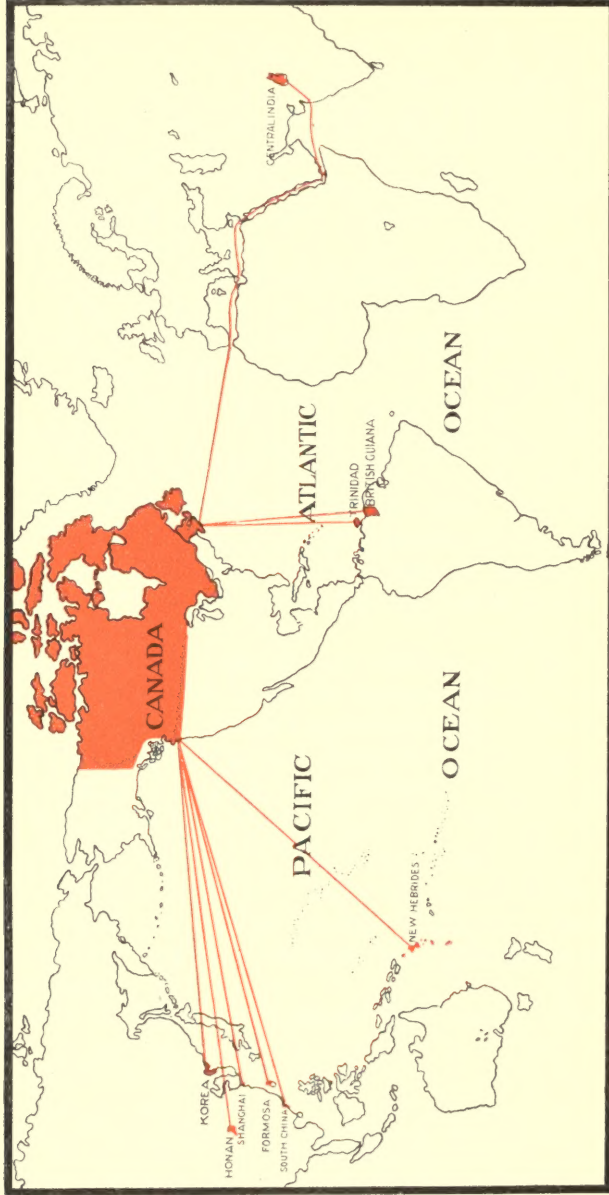 CANADA
KOREA
HONAN
SHANGHAI
FORMOSA
SOUTH CHINA
PACIFIC
OCEAN
NEW HEBRIDES
ATLANTIC
OCEAN
TRINIDAD
BRITISH GUIANA
CENTRAL INDIA